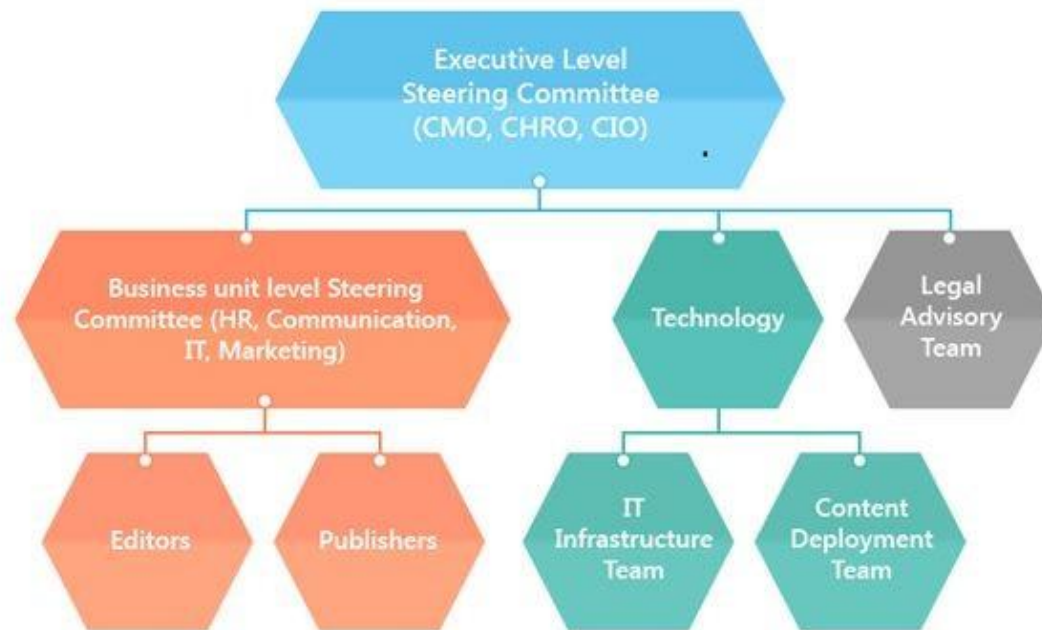 Executive Level
Steering Committee
(CMO, CHRO, CIO)
Business unit level Steering
Committee (HR, Communication,
IT, Marketing)
Technology
Legal
Advisory
Team
Editors
Publishers
IT
Infrastructure
Team
Content
Deployment
Team